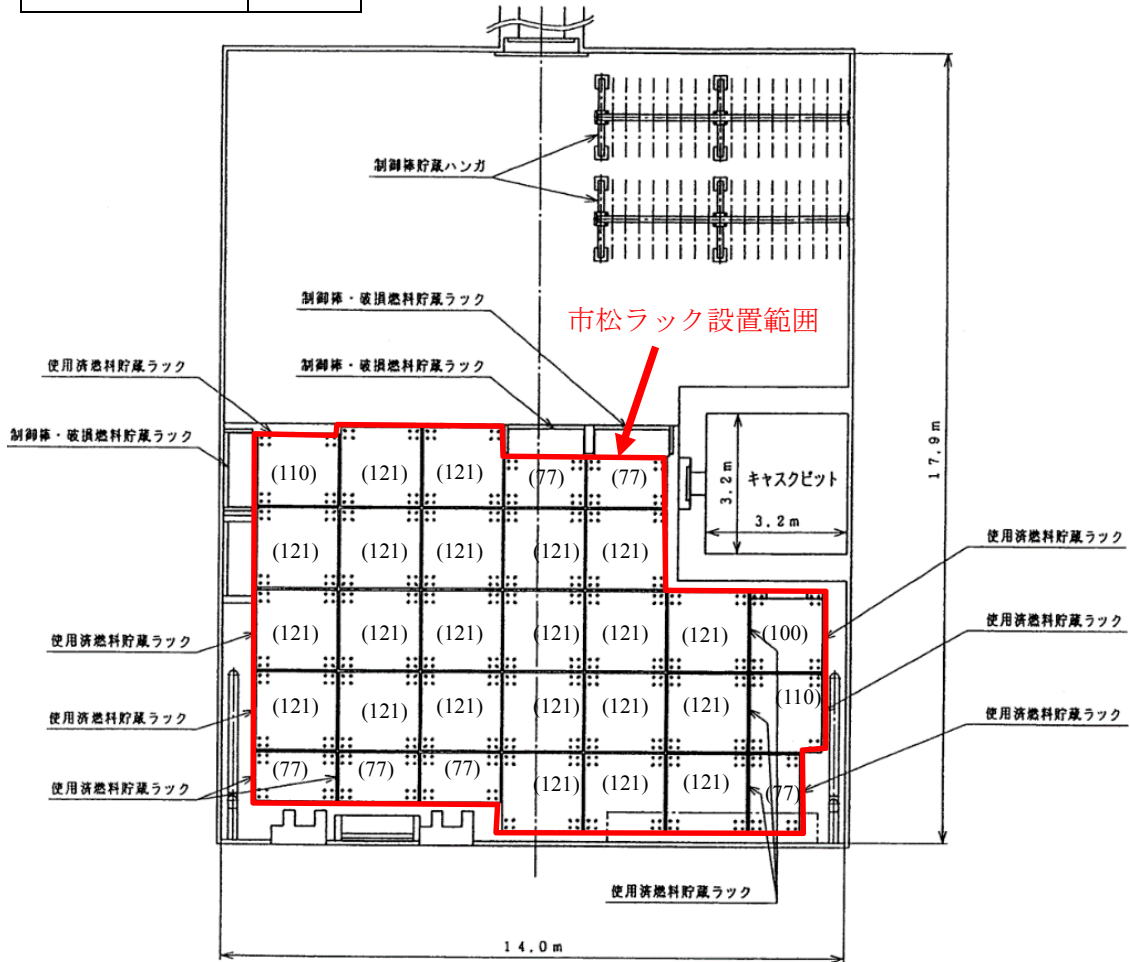 制御棒貯蔵ハンガ
制御棒・破損燃料貯蔵ラック
市松ラック設置範囲
使用済燃料貯蔵ラック
制御棒・破損燃料貯蔵ラック
制御棒・破損燃料貯蔵ラック
17.9m
3.2m
キャスクピット
3.2m
(110) (121) (121) (77) (77)
(121) (121) (121) (121) (121)
使用済燃料貯蔵ラック
(121) (121) (121) (121) (121) (121) (100)
使用済燃料貯蔵ラック
使用済燃料貯蔵ラック
(121) (121) (121) (121) (121) (121) (110)
使用済燃料貯蔵ラック
使用済燃料貯蔵ラック
(77) (77) (77) (121) (121) (121) (77)
使用済燃料貯蔵ラック
使用済燃料貯蔵ラック
14.0m